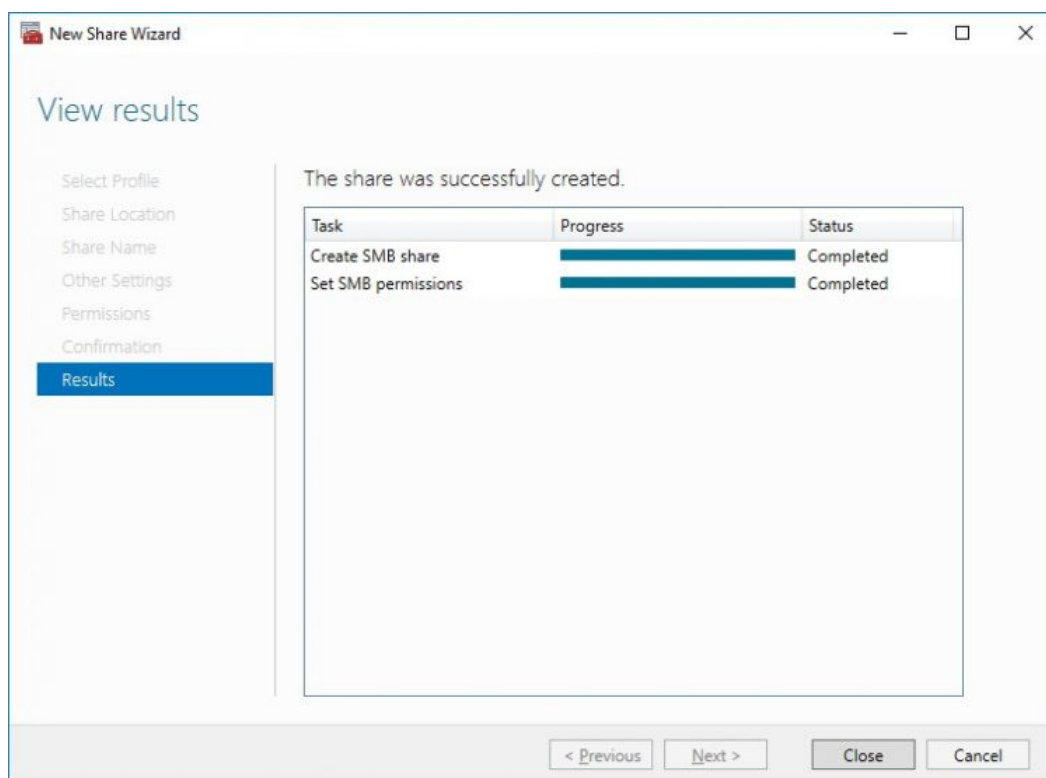 New Share Wizard
View results
Select Profile
Share Location
Share Name
Other Settings
Permissions
Confirmation
Results
The share was successfully created.
Task Progress Status
Create SMB share Completed
Set SMB permissions Completed
< Previous Next > Close Cancel